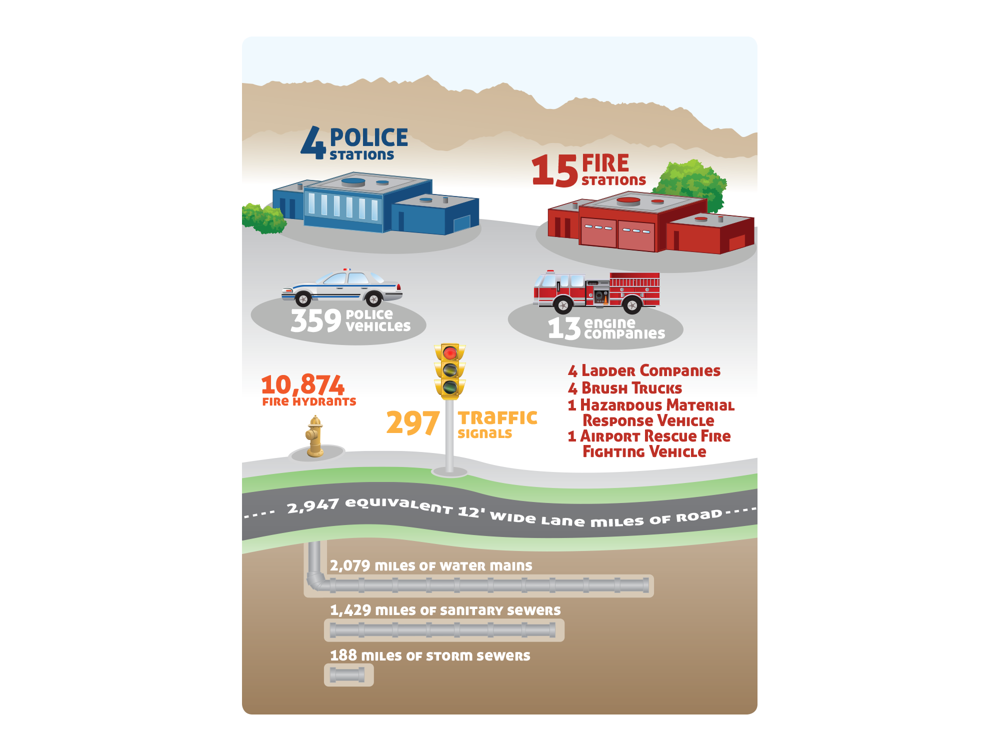 4 POLICE
STATIONS
15 FIRE
STATIONS
359 POLICE
VEHICLES
13 ENGINE
COMPANIES
10,874
FIRE HYDRANTS
297 TRAFFIC
SIGNALS
4 LADDER COMPANIES
4 BRUSH TRUCKS
1 HAZARDOUS MATERIAL
RESPONSE VEHICLE
1 AIRPORT RESCUE FIRE
FIGHTING VEHICLE
2,947 EQUIVALENT 12' WIDE LANE MILES OF ROAD
2,079 MILES OF WATER MAINS
1,429 MILES OF SANITARY SEWERS
188 MILES OF STORM SEWERS